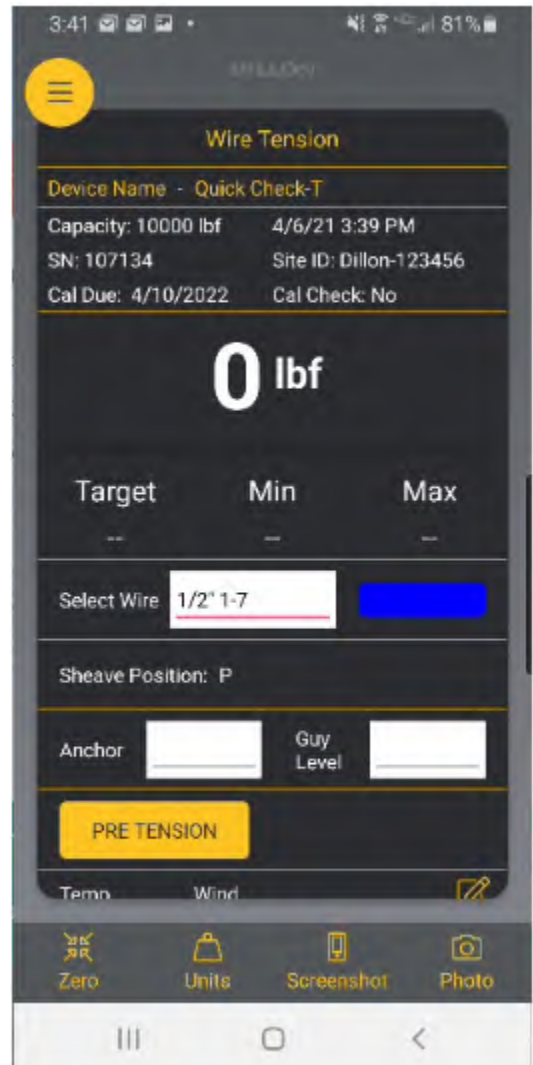 3:41 81%
Wire Tension
Device Name - Quick Check-T
Capacity: 10000 lbf 4/6/21 3:39 PM
SN: 107134 Site ID: Dillon-123456
Cal Due: 4/10/2022 Cal Check: No
0 lbf
Target Min Max
-- -- --
Select Wire 1/2" 1-7
Sheave Position: P
Anchor Guy Level
PRE TENSION
Temp Wind
Zero Units Screenshot Photo